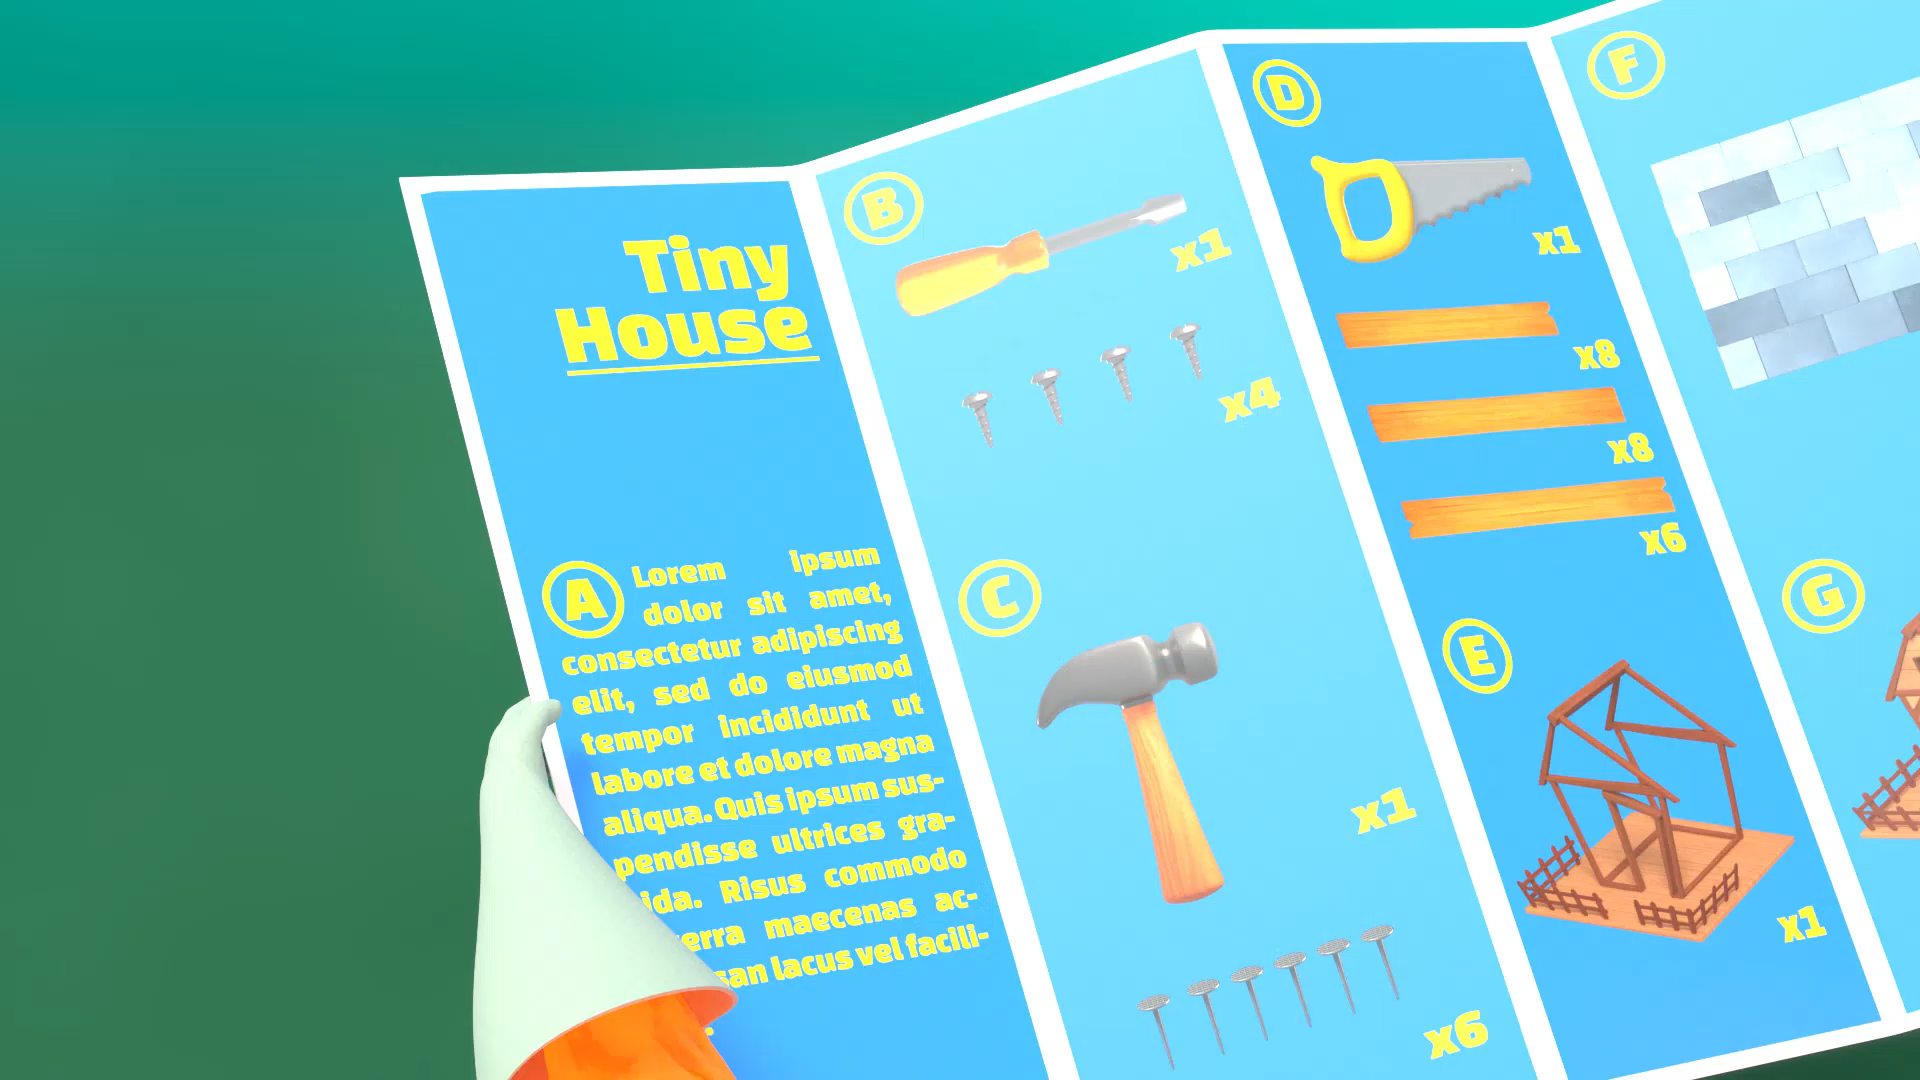 Tiny
House
A
Lorem ipsum
dolor sit amet,
consectetur adipiscing
elit, sed do eiusmod
tempor incididunt ut
labore et dolore magna
aliqua. Quis ipsum sus-
pendisse ultrices gra-
ida. Risus commodo
erra maecenas ac-
san lacus vel facili-
B
x1
x4
C
x1
x6
D
x1
x8
x8
x6
E
x1
F
G